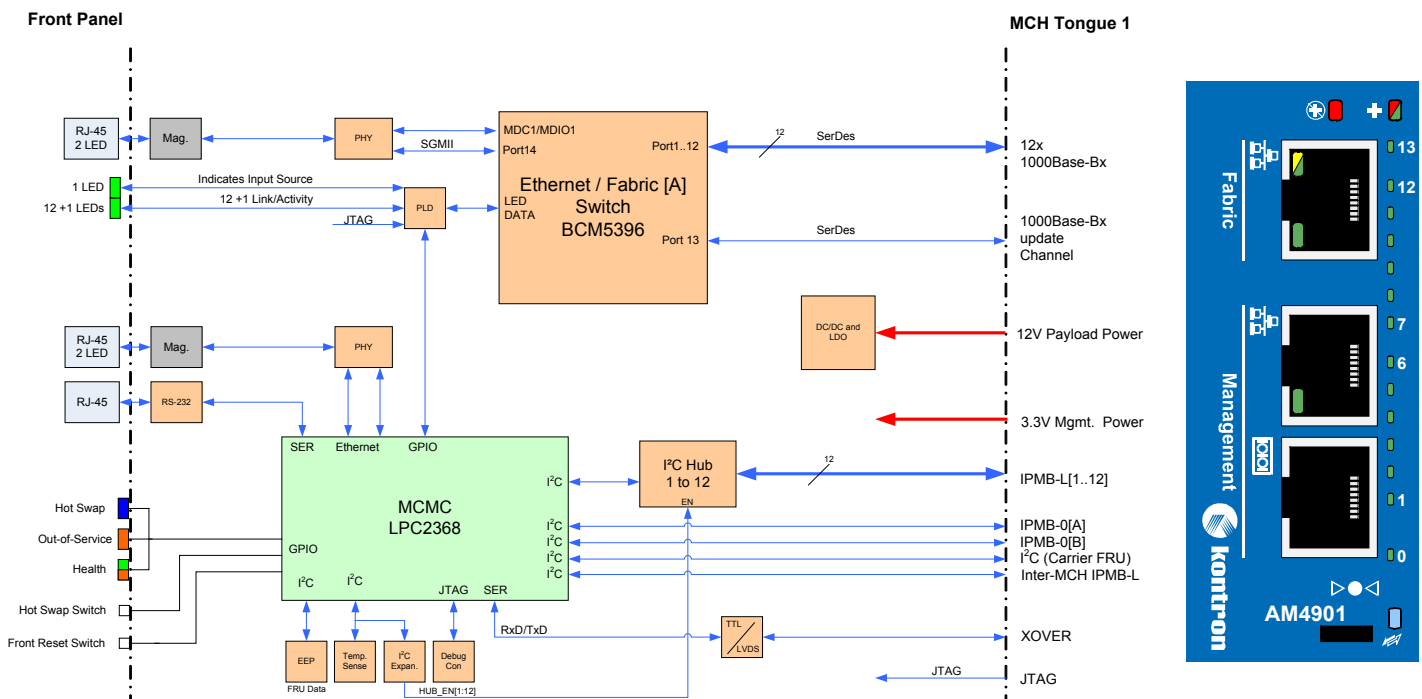 Front Panel
MCH Tongue 1
RJ-45
2 LED
Mag.
PHY
SGMII
MDC1/MDIO1
Port14
Port1..12
12
SerDes
12x
1000Base-Bx
1 LED
Indicates Input Source
12 +1 LEDs
12 +1 Link/Activity
JTAG
PLD
LED
DATA
Ethernet / Fabric [A]
Switch
BCM5396
Port 13
SerDes
1000Base-Bx
update
Channel
DC/DC and
LDO
12V Payload Power
RJ-45
2 LED
Mag.
PHY
RJ-45
RS-232
3.3V Mgmt. Power
SER
Ethernet
GPIO
MCMC
LPC2368
I²C
I²C Hub
1 to 12
EN
12
IPMB-L[1..12]
I²C
IPMB-0[A]
I²C
IPMB-0[B]
I²C
I²C (Carrier FRU)
I²C
Inter-MCH IPMB-L
Hot Swap
Out-of-Service
Health
GPIO
Hot Swap Switch
Front Reset Switch
I²C
I²C
JTAG
SER
RxD/TxD
TTL
LVDS
XOVER
EEP
FRU Data
Temp.
Sense
I²C
Expan.
Debug
Con
HUB_EN[1:12]
JTAG
JTAG
13
12
Fabric
7
6
Management
1
0
kontron
AM4901